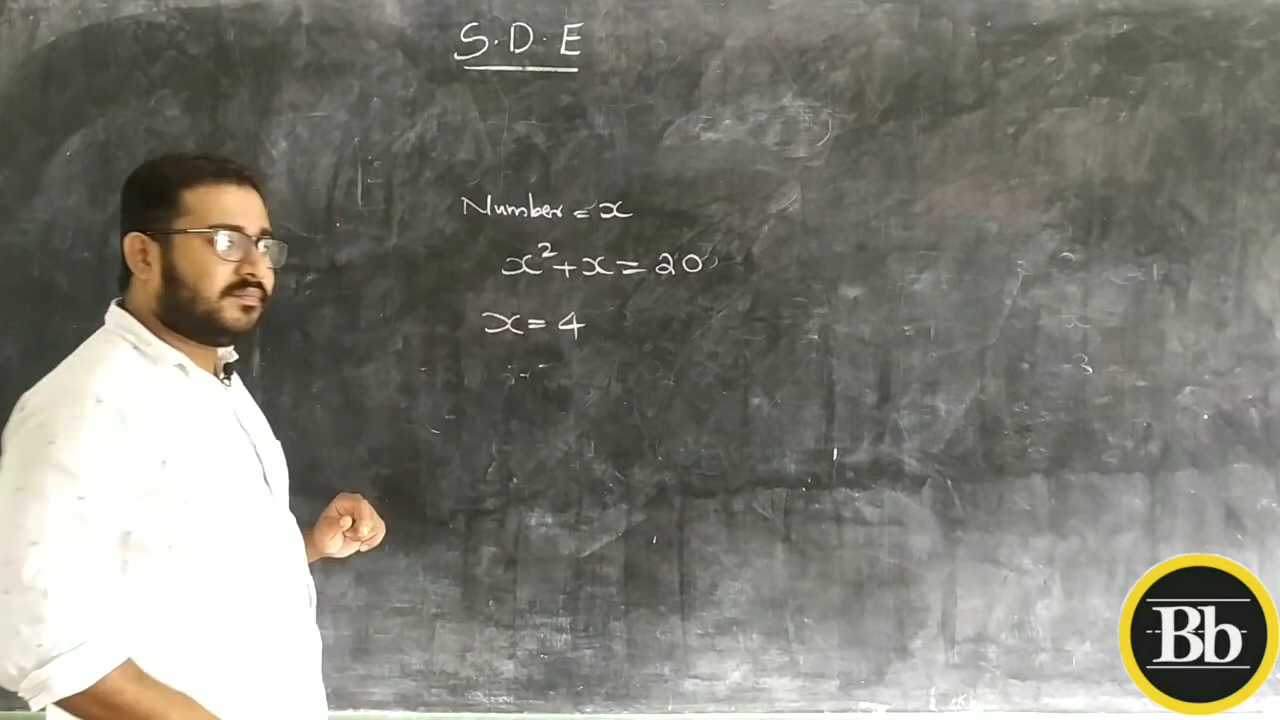 S.D.E
Number = x
x² + x = 20
x = 4
Bb